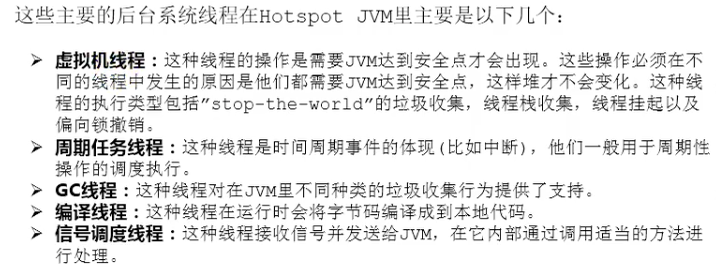 这些主要的后台系统线程在Hotspot JVM里主要是以下几个：
➢ 虚拟机线程：这种线程的操作是需要JVM达到安全点才会出现。这些操作必须在不
同的线程中发生的原因是他们都需要JVM达到安全点，这样堆才不会变化。这种线
程的执行类型包括"stop-the-world"的垃圾收集，线程栈收集，线程挂起以及
偏向锁撤销。
➢ 周期任务线程：这种线程是时间周期事件的体现(比如中断)，他们一般用于周期性
操作的调度执行。
➢ GC线程：这种线程对在JVM里不同种类的垃圾收集行为提供了支持。
➢ 编译线程：这种线程在运行时会将字节码编译成到本地代码。
➢ 信号调度线程：这种线程接收信号并发送给JVM，在它内部通过调用适当的方法进
行处理。